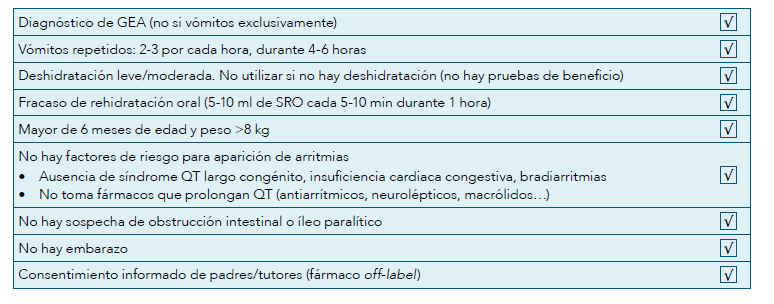 Diagnóstico de GEA (no si vómitos exclusivamente) √
Vómitos repetidos: 2-3 por cada hora, durante 4-6 horas √
Deshidratación leve/moderada. No utilizar si no hay deshidratación (no hay pruebas de beneficio) √
Fracaso de rehidratación oral (5-10 ml de SRO cada 5-10 min durante 1 hora) √
Mayor de 6 meses de edad y peso >8 kg √
No hay factores de riesgo para aparición de arritmias
• Ausencia de síndrome QT largo congénito, insuficiencia cardiaca congestiva, bradiarritmias √
• No toma fármacos que prolongan QT (antiarrítmicos, neurolépticos, macrólidos…)
No hay sospecha de obstrucción intestinal o íleo paralítico √
No hay embarazo √
Consentimiento informado de padres/tutores (fármaco off-label) √